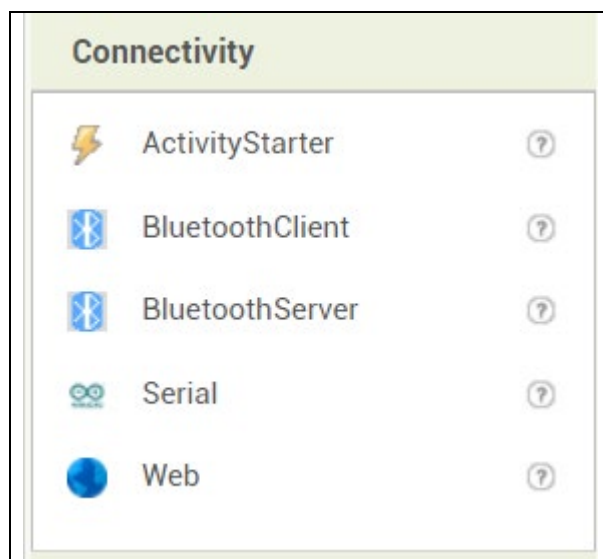 Connectivity
ActivityStarter ?
BluetoothClient ?
BluetoothServer ?
Serial ?
Web ?